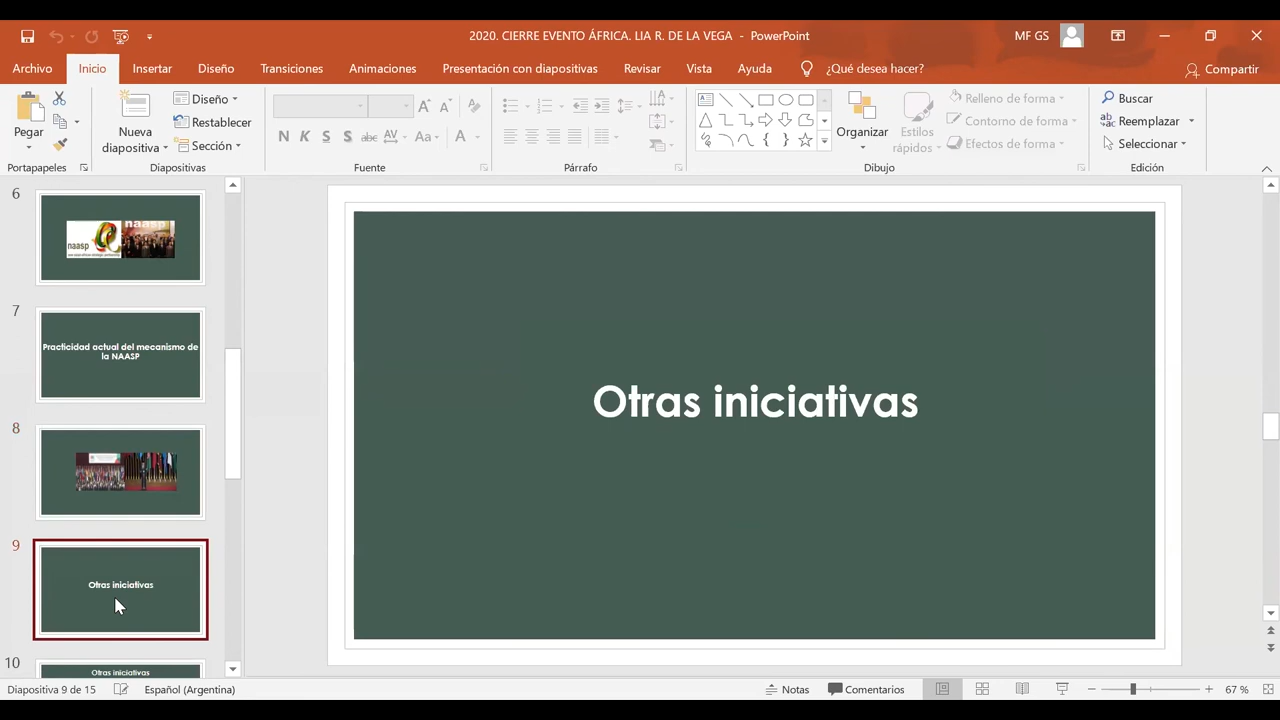 2020. CIERRE EVENTO ÁFRICA. LIA R. DE LA VEGA - PowerPoint
MF GS
Archivo
Inicio
Insertar
Diseño
Transiciones
Animaciones
Presentación con diapositivas
Revisar
Vista
Ayuda
¿Qué desea hacer?
Compartir
Pegar
Portapapeles
Nueva
diapositiva
Diseño
Restablecer
Sección
Diapositivas
N K S S abc AV Aa A
Fuente
Párrafo
Organizar
Estilos
rápidos
Relleno de forma
Contorno de forma
Efectos de forma
Dibujo
Buscar
Reemplazar
Seleccionar
Edición
6
naasp
naasp
7
Practicidad actual del mecanismo de
la NAASP
8
9
Otras iniciativas
10
Otras iniciativas
Otras iniciativas
Diapositiva 9 de 15
Español (Argentina)
Notas
Comentarios
67 %